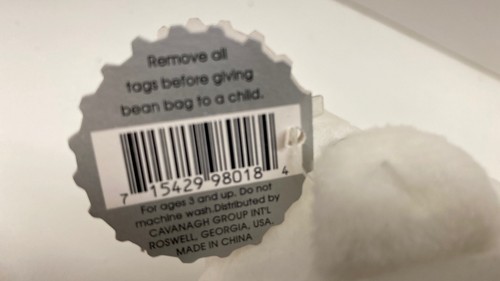 Remove all
tags before giving
bean bag to a child.
7 15429 98018 4
For ages 3 and up. Do not
machine wash.Distributed by
CAVANAGH GROUP INT'L
ROSWELL, GEORGIA, USA.
MADE IN CHINA